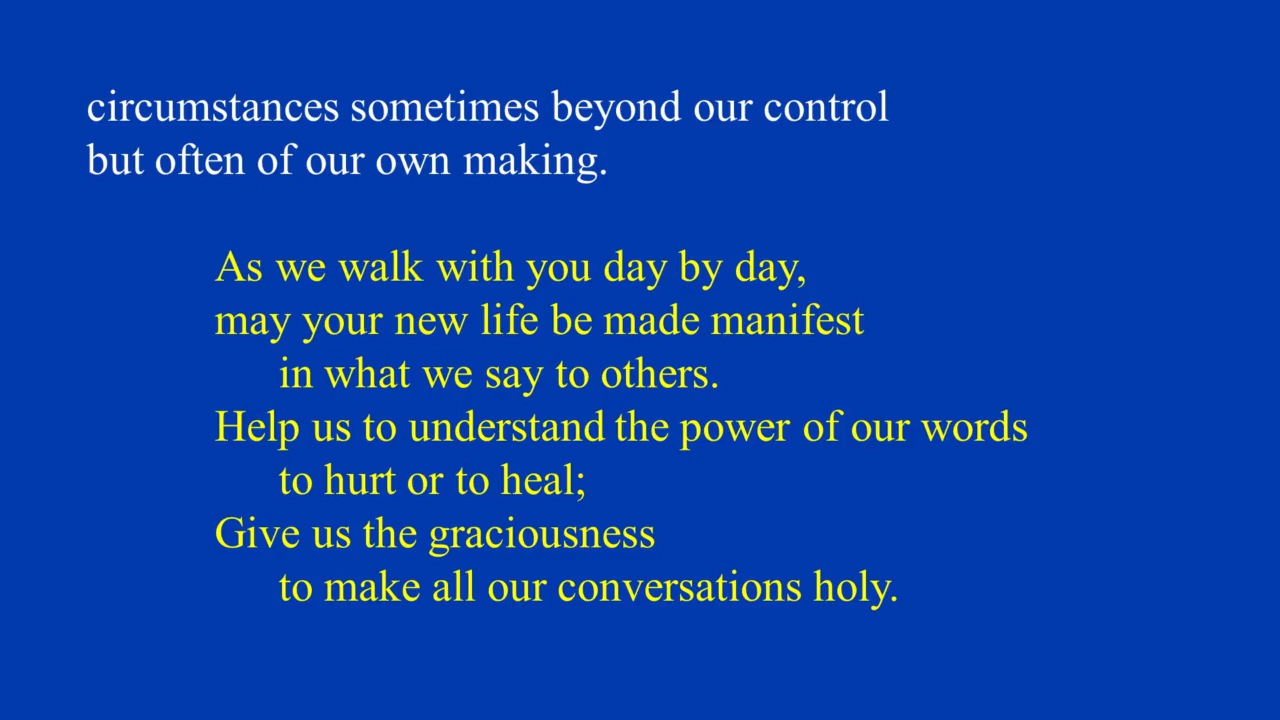 circumstances sometimes beyond our control
but often of our own making.
As we walk with you day by day,
may your new life be made manifest
in what we say to others.
Help us to understand the power of our words
to hurt or to heal;
Give us the graciousness
to make all our conversations holy.